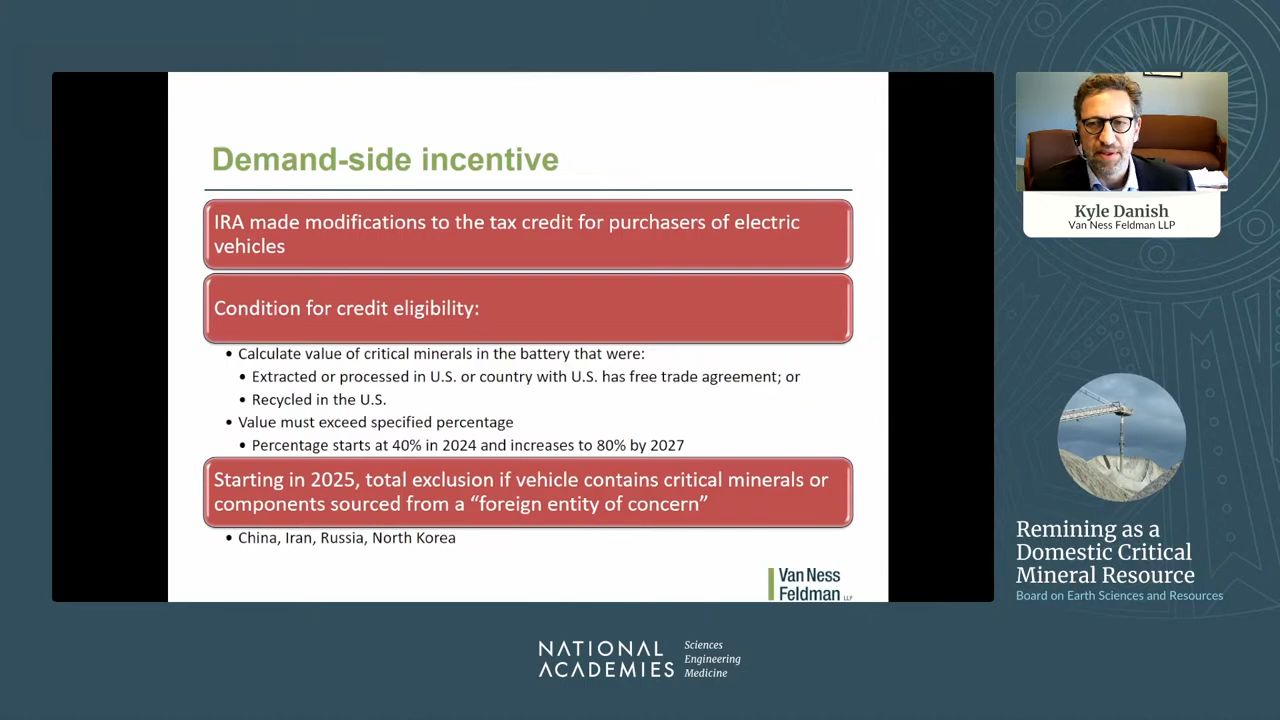 Demand-side incentive
IRA made modifications to the tax credit for purchasers of electric
vehicles
Condition for credit eligibility:
• Calculate value of critical minerals in the battery that were:
• Extracted or processed in U.S. or country with U.S. has free trade agreement; or
• Recycled in the U.S.
• Value must exceed specified percentage
• Percentage starts at 40% in 2024 and increases to 80% by 2027
Starting in 2025, total exclusion if vehicle contains critical minerals or
components sourced from a “foreign entity of concern”
• China, Iran, Russia, North Korea
Van Ness
Feldman LLP
Kyle Danish
Van Ness Feldman LLP
Remining as a
Domestic Critical
Mineral Resource
Board on Earth Sciences and Resources
NATIONAL
ACADEMIES
Sciences
Engineering
Medicine